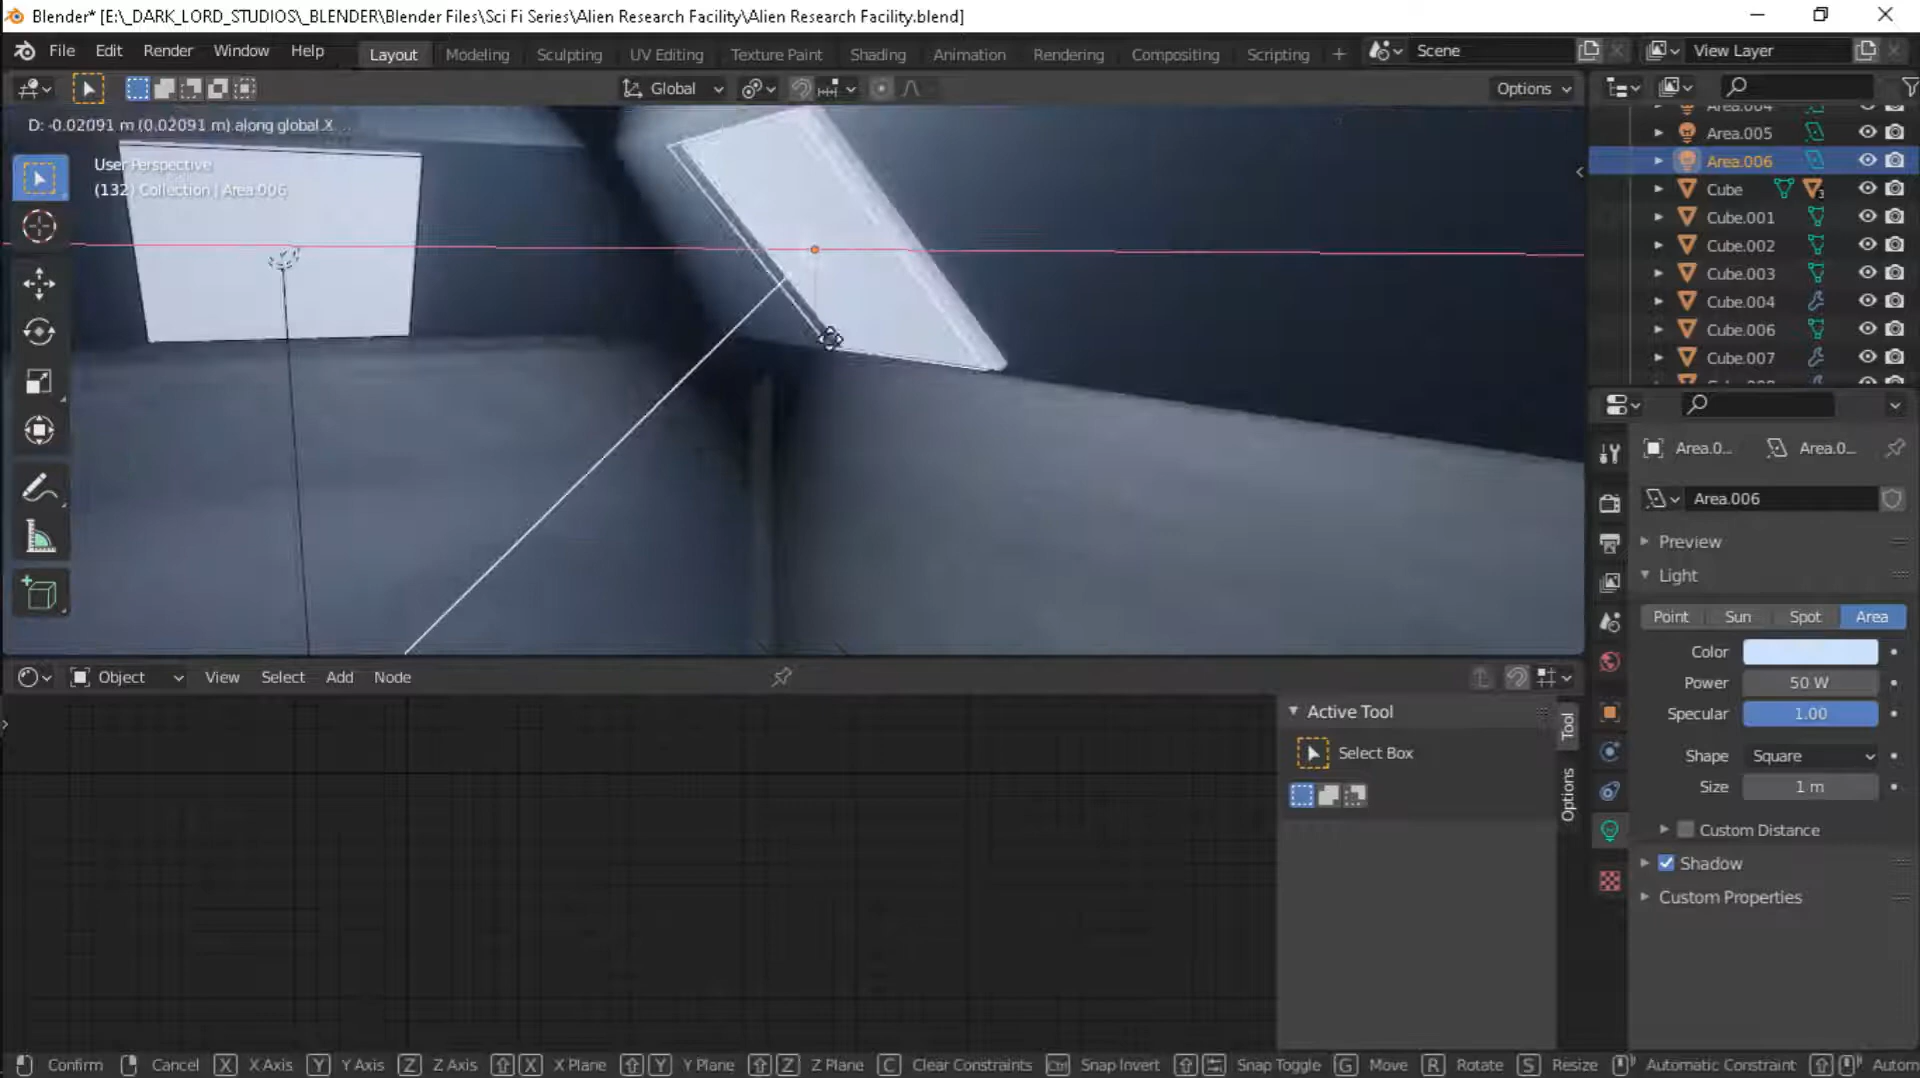 Blender* [E:\_DARK_LORD_STUDIOS\_BLENDER\Blender Files\Sci Fi Series\Alien Research Facility\Alien Research Facility.blend]
File Edit Render Window Help Layout Modeling Sculpting UV Editing Texture Paint Shading Animation Rendering Compositing Scripting + Scene View Layer
Global Options
D: -0.02091 m (0.02091 m) along global X
User Perspective
(132) Collection | Area.006
Area.004
Area.005
Area.006
Cube 3
Cube.001
Cube.002
Cube.003
Cube.004
Cube.006
Cube.007
Area.0... Area.0...
Area.006
Preview
Light
Point Sun Spot Area
Color
Power 50 W
Specular 1.00
Shape Square
Size 1 m
Custom Distance
Shadow
Custom Properties
Object View Select Add Node
Active Tool
Select Box
Tool
Options
Confirm Cancel X X Axis Y Y Axis Z Z Axis X X Plane Y Y Plane Z Z Plane C Clear Constraints Ctrl Snap Invert Snap Toggle G Move R Rotate S Resize Automatic Constraint Autom